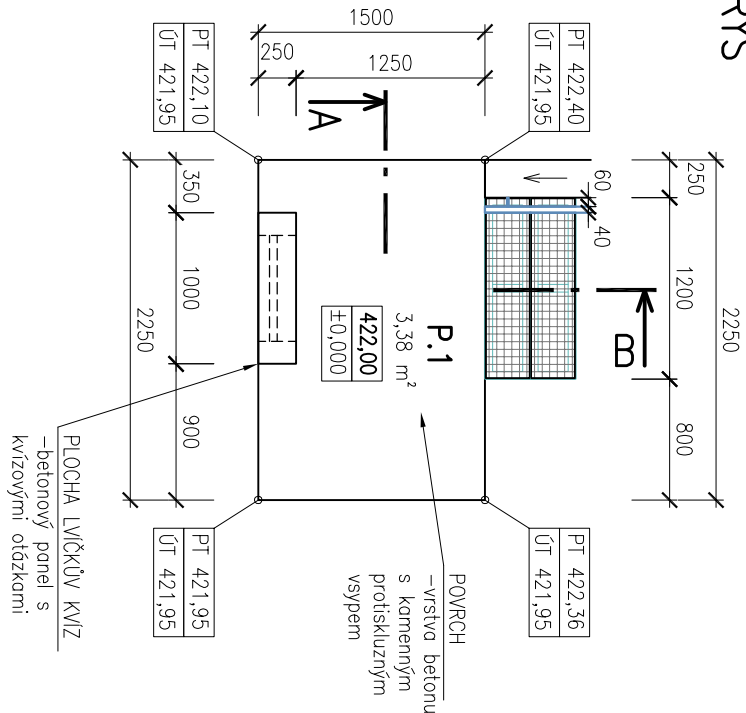 RYS
2250
250
1200
800
60
40
PT 422,40
ÚT 421,95
PT 422,36
ÚT 421,95
B
P.1
3,38 m²
422,00
±0,000
A
1500
1250
250
POVRCH
-vrstva betonu
s kamenným
protiskluzným
vsypem
PT 422,10
ÚT 421,95
PT 421,95
ÚT 421,95
350
1000
900
2250
PLOCHA LVÍČKŮV KVÍZ
-betonový panel s
kvízovými otázkami